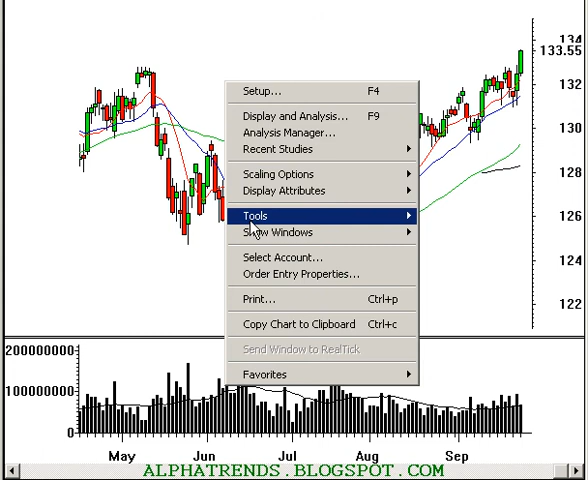 134
133.55
132
130
128
126
124
122
Setup... F4
Display and Analysis... F9
Analysis Manager...
Recent Studies
Scaling Options
Display Attributes
Tools
Show Windows
Select Account...
Order Entry Properties...
Print... Ctrl+p
Copy Chart to Clipboard Ctrl+c
Send Window to RealTick
Favorites
200000000
100000000
0
May Jun Jul Aug Sep
ALPHATRENDS.BLOGSPOT.COM